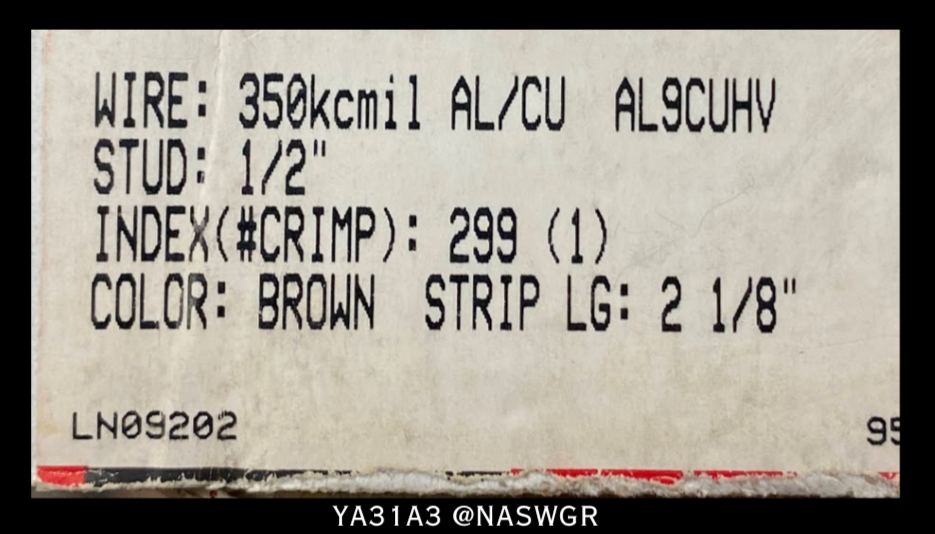 WIRE: 350kcmil AL/CU AL9CUHV
STUD: 1/2"
INDEX(#CRIMP): 299 (1)
COLOR: BROWN STRIP LG: 2 1/8"
LN09202
YA31A3 @NASWGR